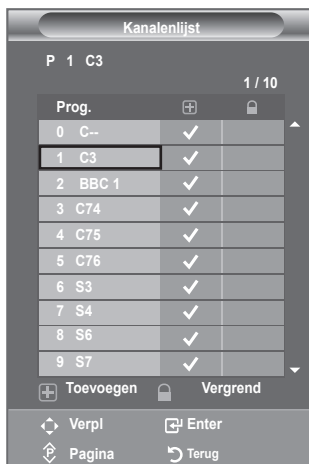 Kanalenlijst
P 1 C3
1 / 10
Prog.
0 C--
1 C3
2 BBC 1
3 C74
4 C75
5 C76
6 S3
7 S4
8 S6
9 S7
Toevoegen Vergrend
Verpl Enter
Pagina Terug